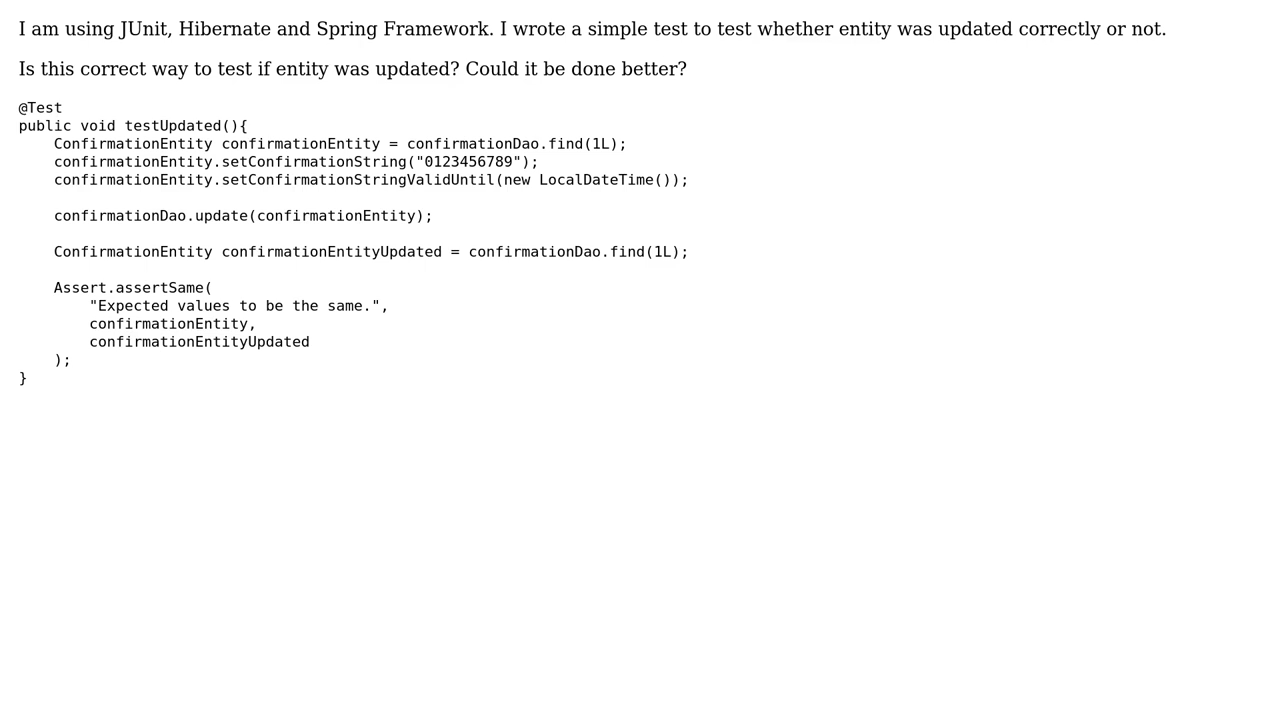 I am using JUnit, Hibernate and Spring Framework. I wrote a simple test to test whether entity was updated correctly or not.
Is this correct way to test if entity was updated? Could it be done better?
@Test
public void testUpdated(){
    ConfirmationEntity confirmationEntity = confirmationDao.find(1L);
    confirmationEntity.setConfirmationString("0123456789");
    confirmationEntity.setConfirmationStringValidUntil(new LocalDateTime());

    confirmationDao.update(confirmationEntity);

    ConfirmationEntity confirmationEntityUpdated = confirmationDao.find(1L);

    Assert.assertSame(
        "Expected values to be the same.",
        confirmationEntity,
        confirmationEntityUpdated
    );
}